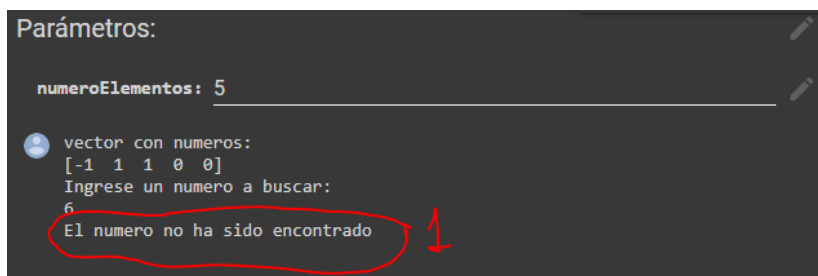 Parámetros:
numeroElementos: 5
vector con numeros:
[-1 1 1 0 0]
Ingrese un numero a buscar:
6
El numero no ha sido encontrado 1